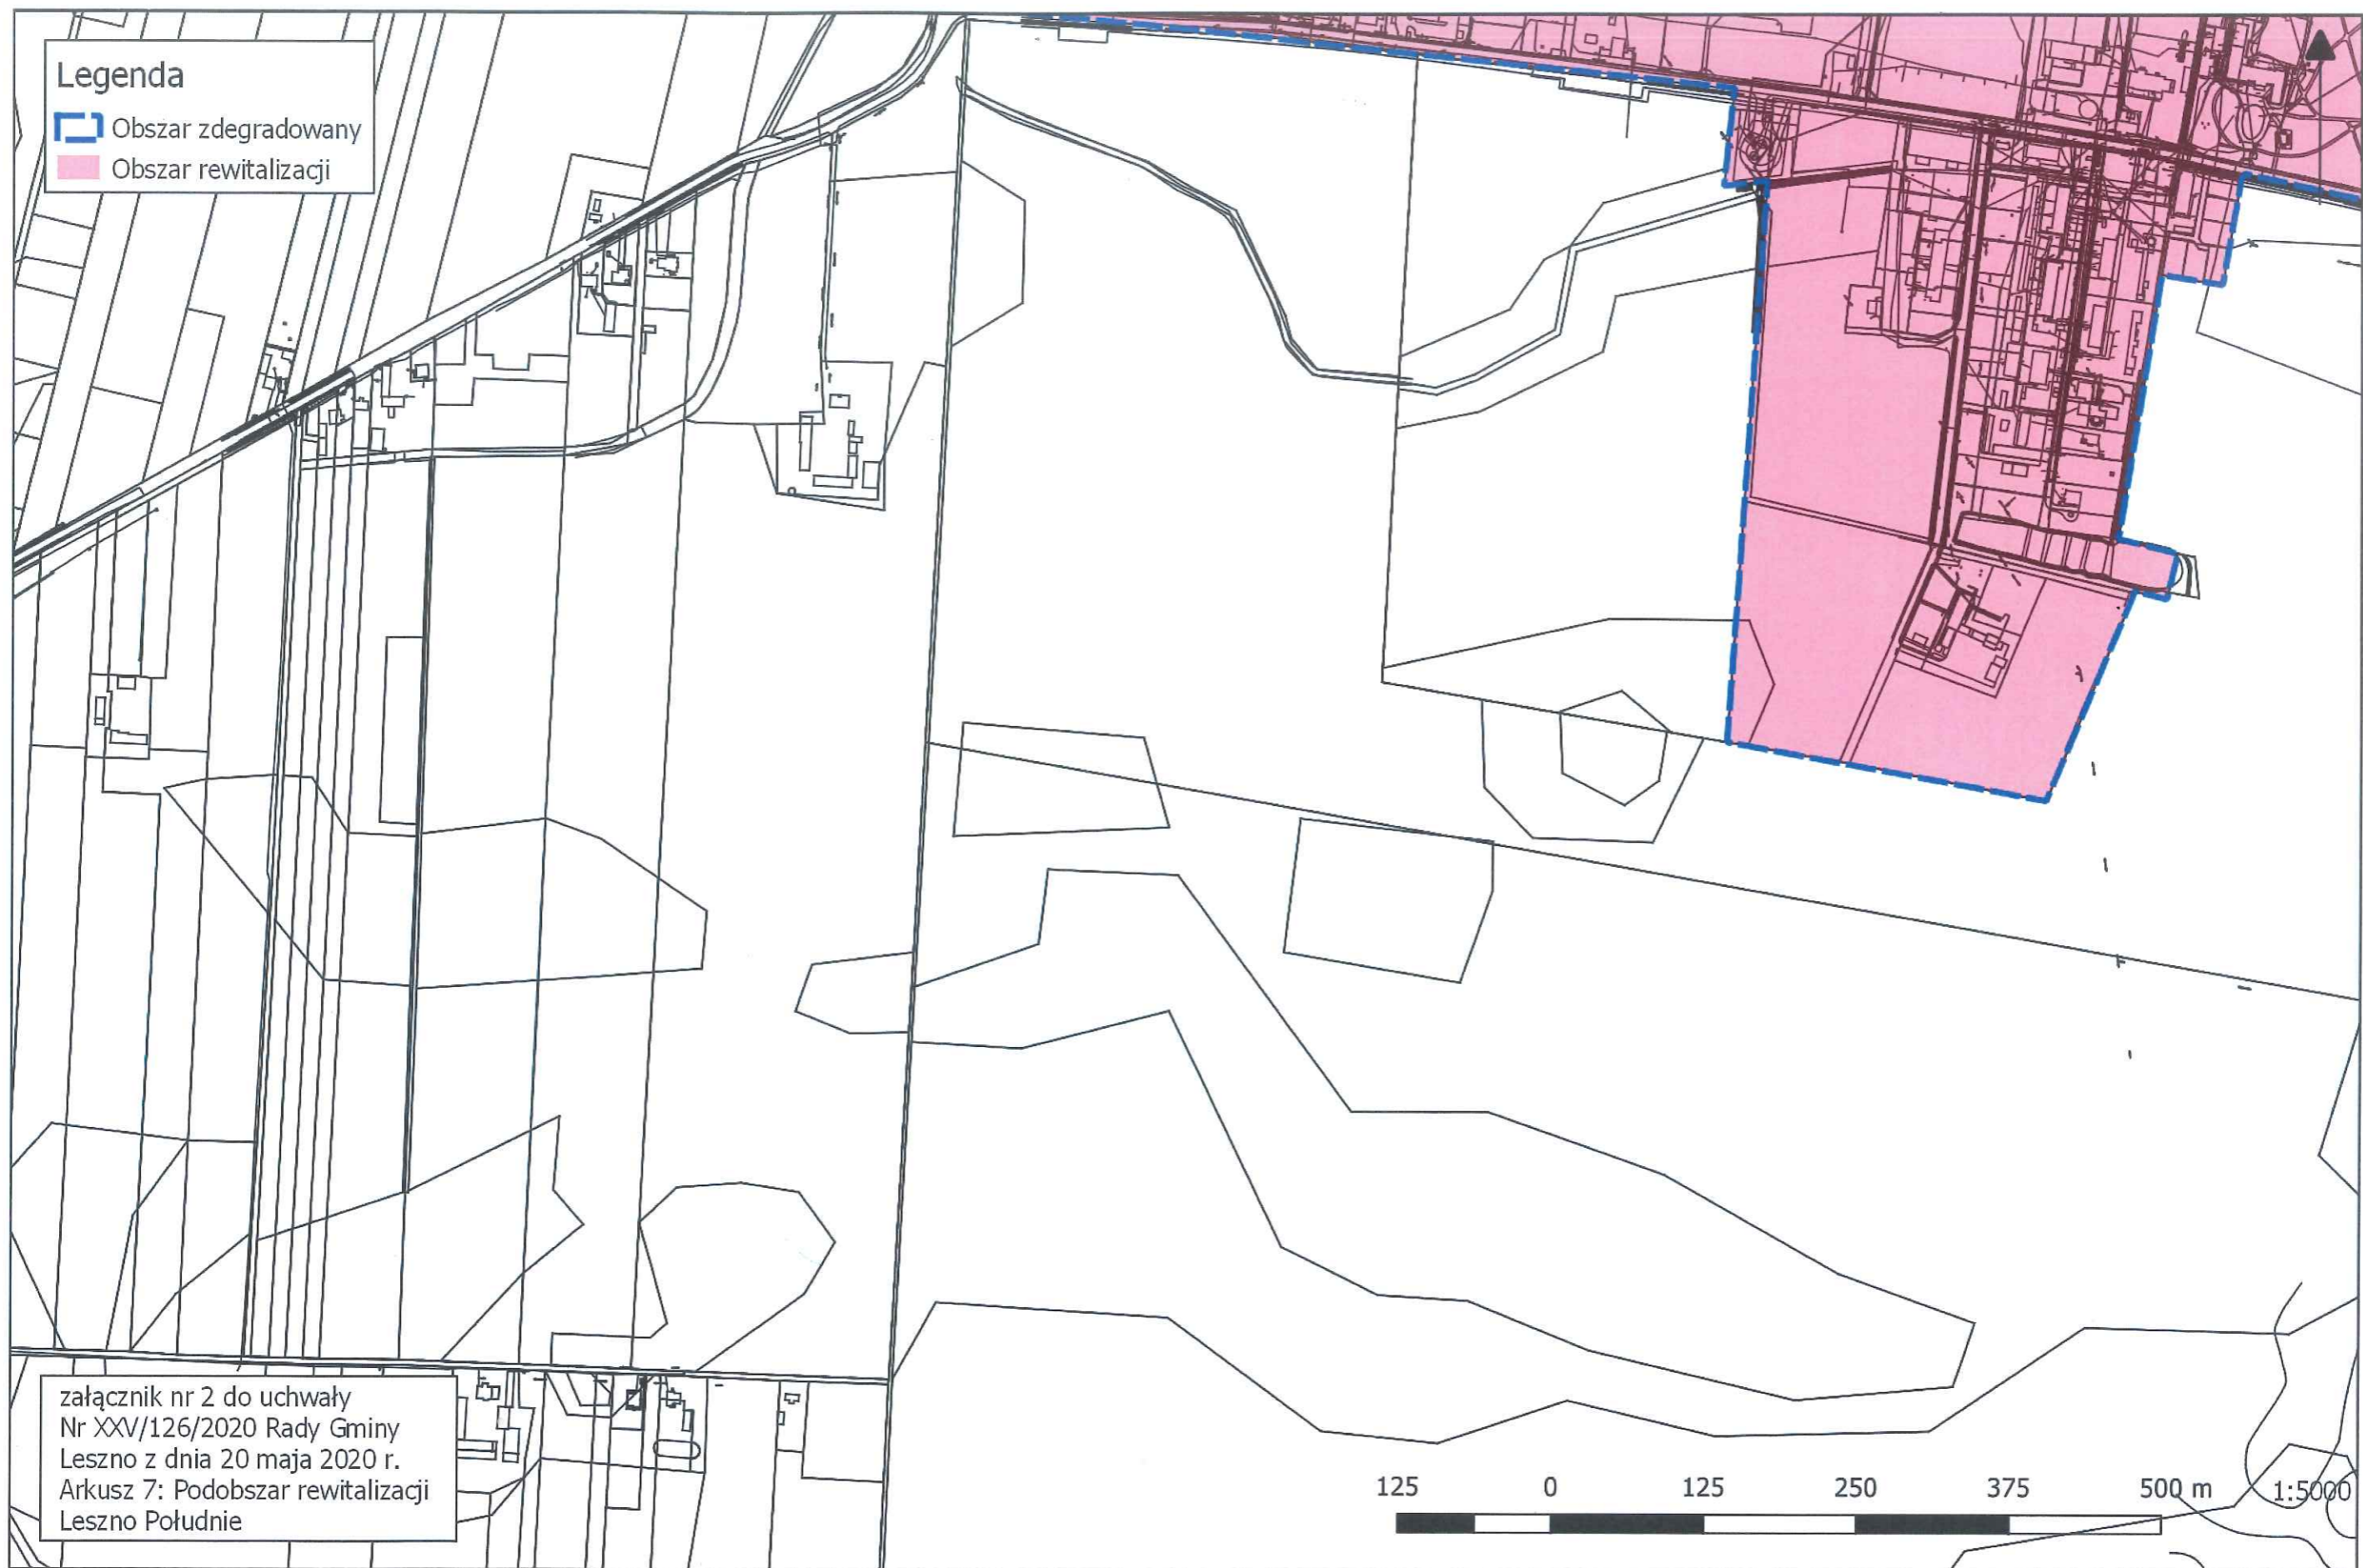 Legenda
Obszar zdegradowany
Obszar rewitalizacji
załącznik nr 2 do uchwały
Nr XXV/126/2020 Rady Gminy
Leszno z dnia 20 maja 2020 r.
Arkusz 7: Podobszar rewitalizacji
Leszno Południe
125 0 125 250 375 500 m 1:5000